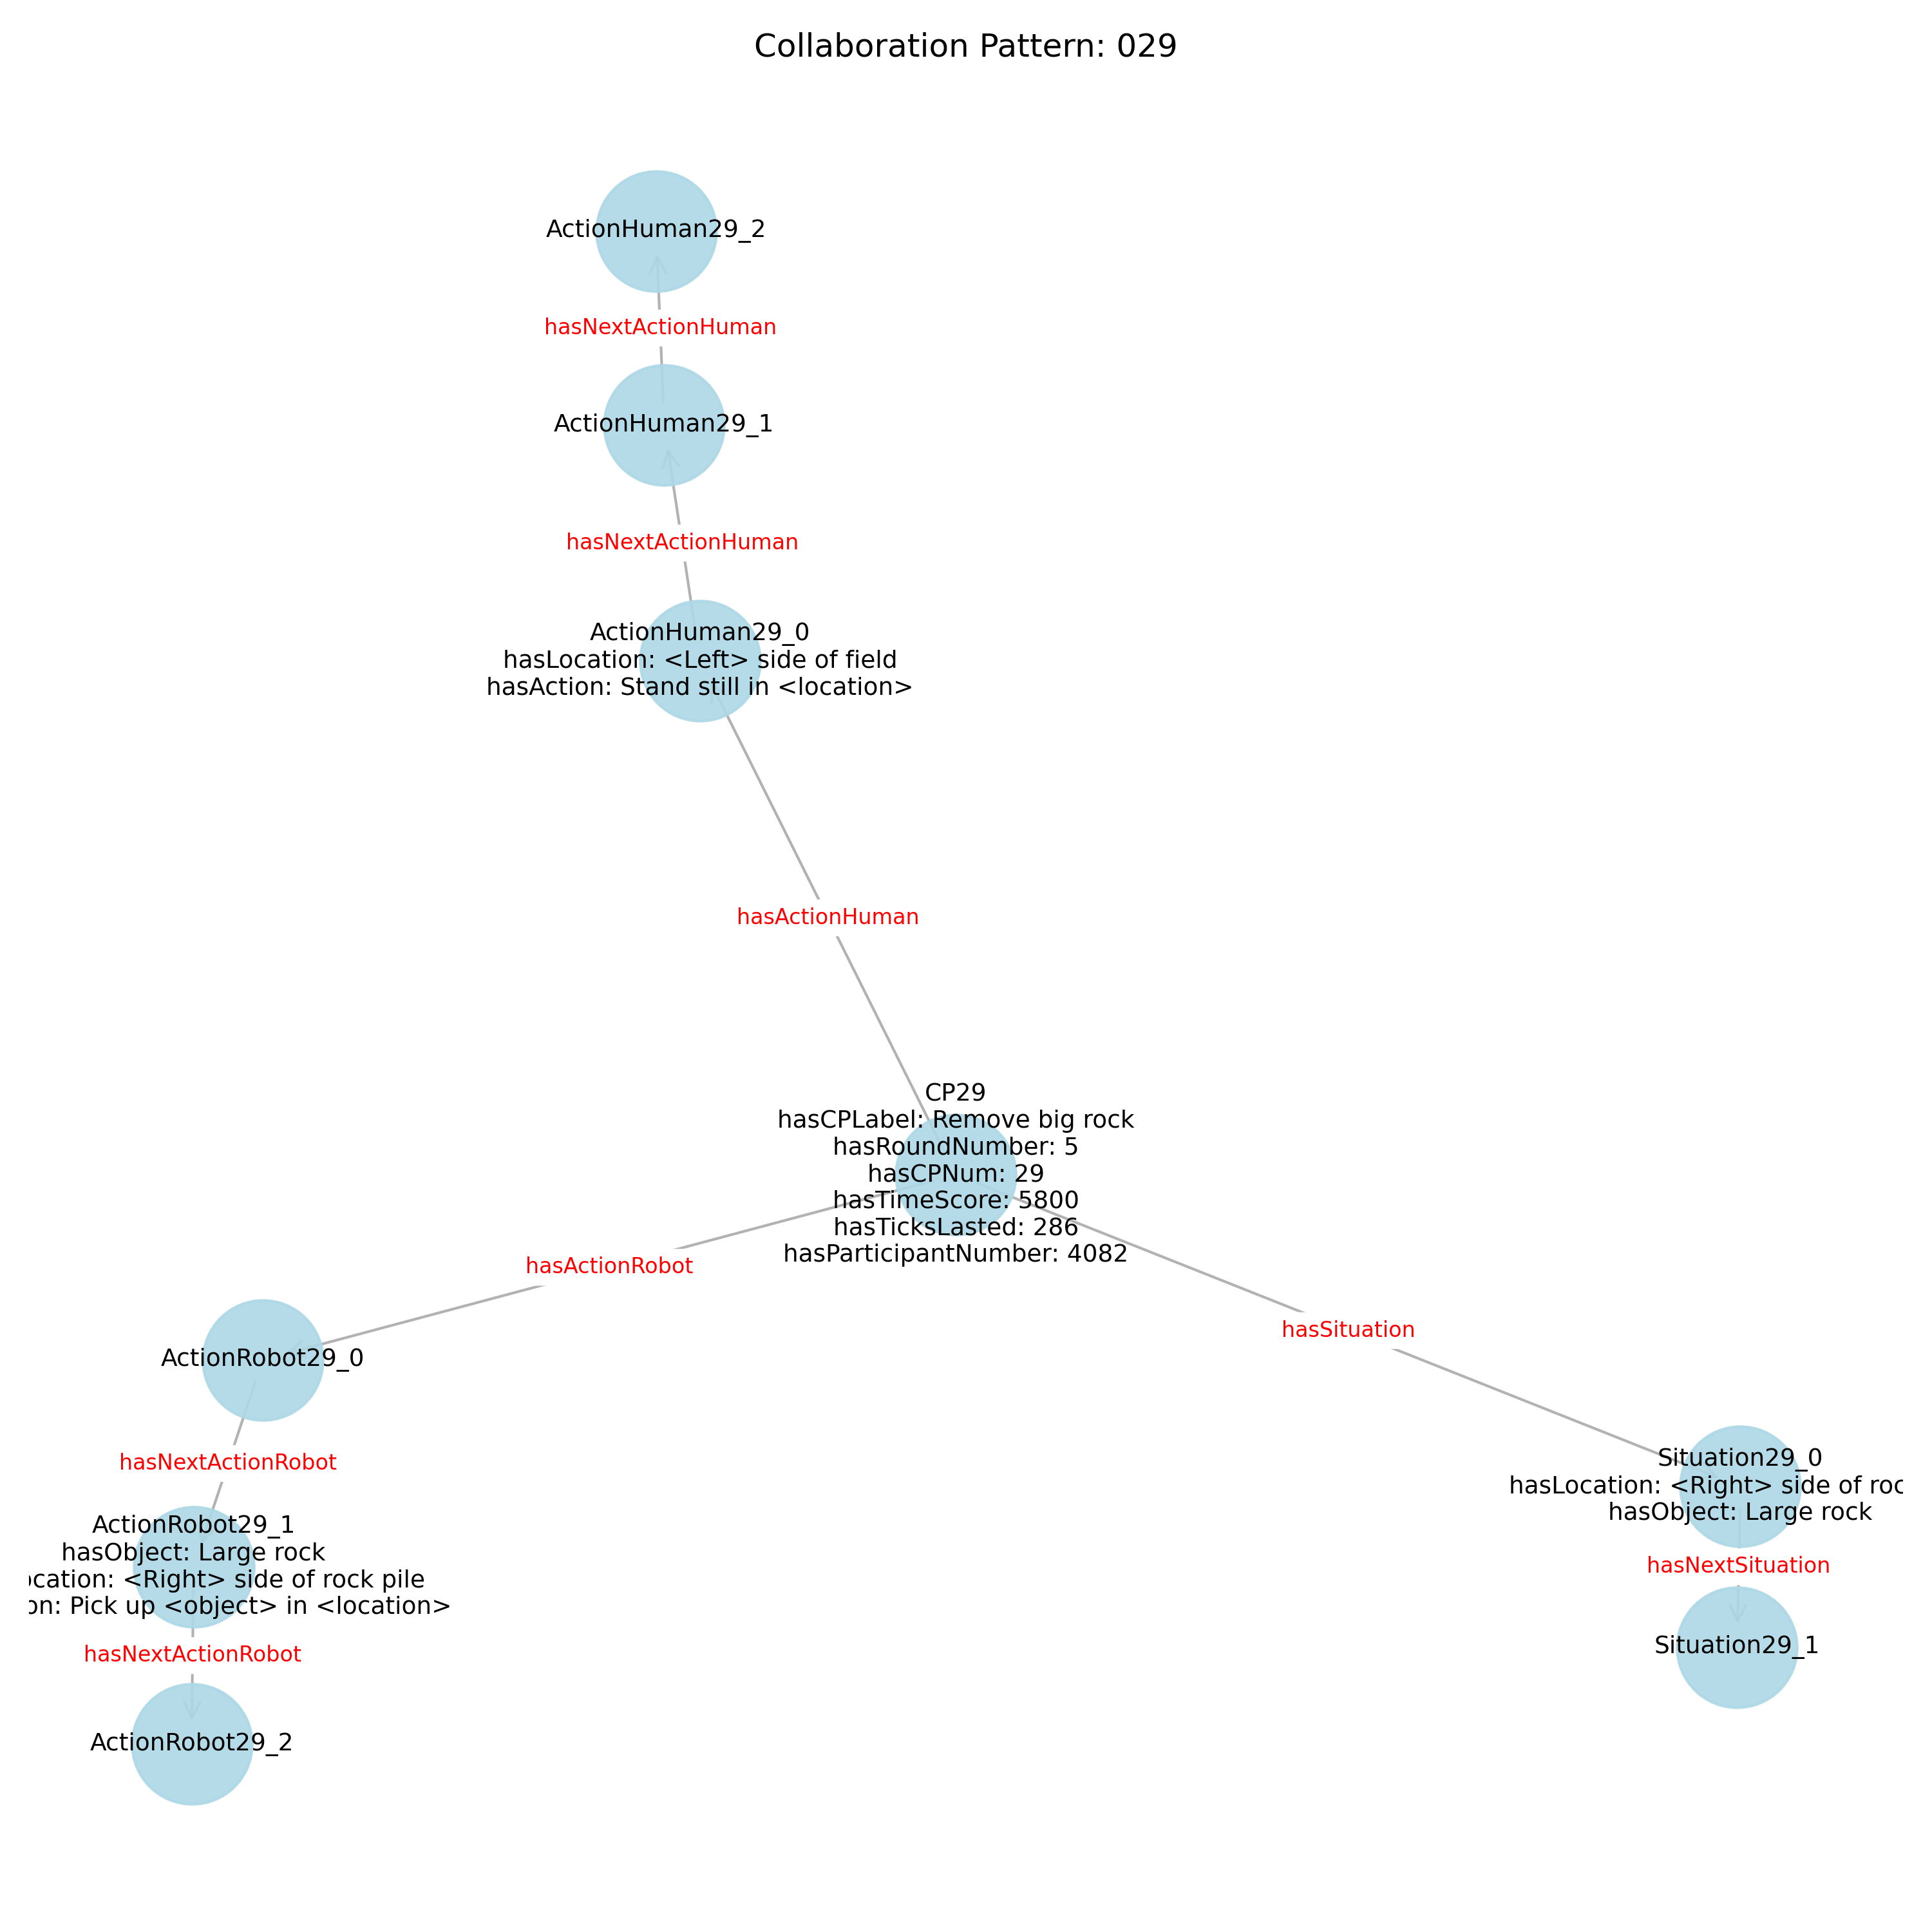 Collaboration Pattern: 029
ActionHuman29_2
hasNextActionHuman
ActionHuman29_1
hasNextActionHuman
ActionHuman29_0
hasLocation: <Left> side of field
hasAction: Stand still in <location>
hasActionHuman
CP29
hasCPLabel: Remove big rock
hasRoundNumber: 5
hasCPNum: 29
hasTimeScore: 5800
hasTicksLasted: 286
hasParticipantNumber: 4082
hasActionRobot
hasSituation
ActionRobot29_0
hasNextActionRobot
ActionRobot29_1
hasObject: Large rock
ocation: <Right> side of rock pile
on: Pick up <object> in <location>
hasNextActionRobot
ActionRobot29_2
Situation29_0
hasLocation: <Right> side of roc
hasObject: Large rock
hasNextSituation
Situation29_1